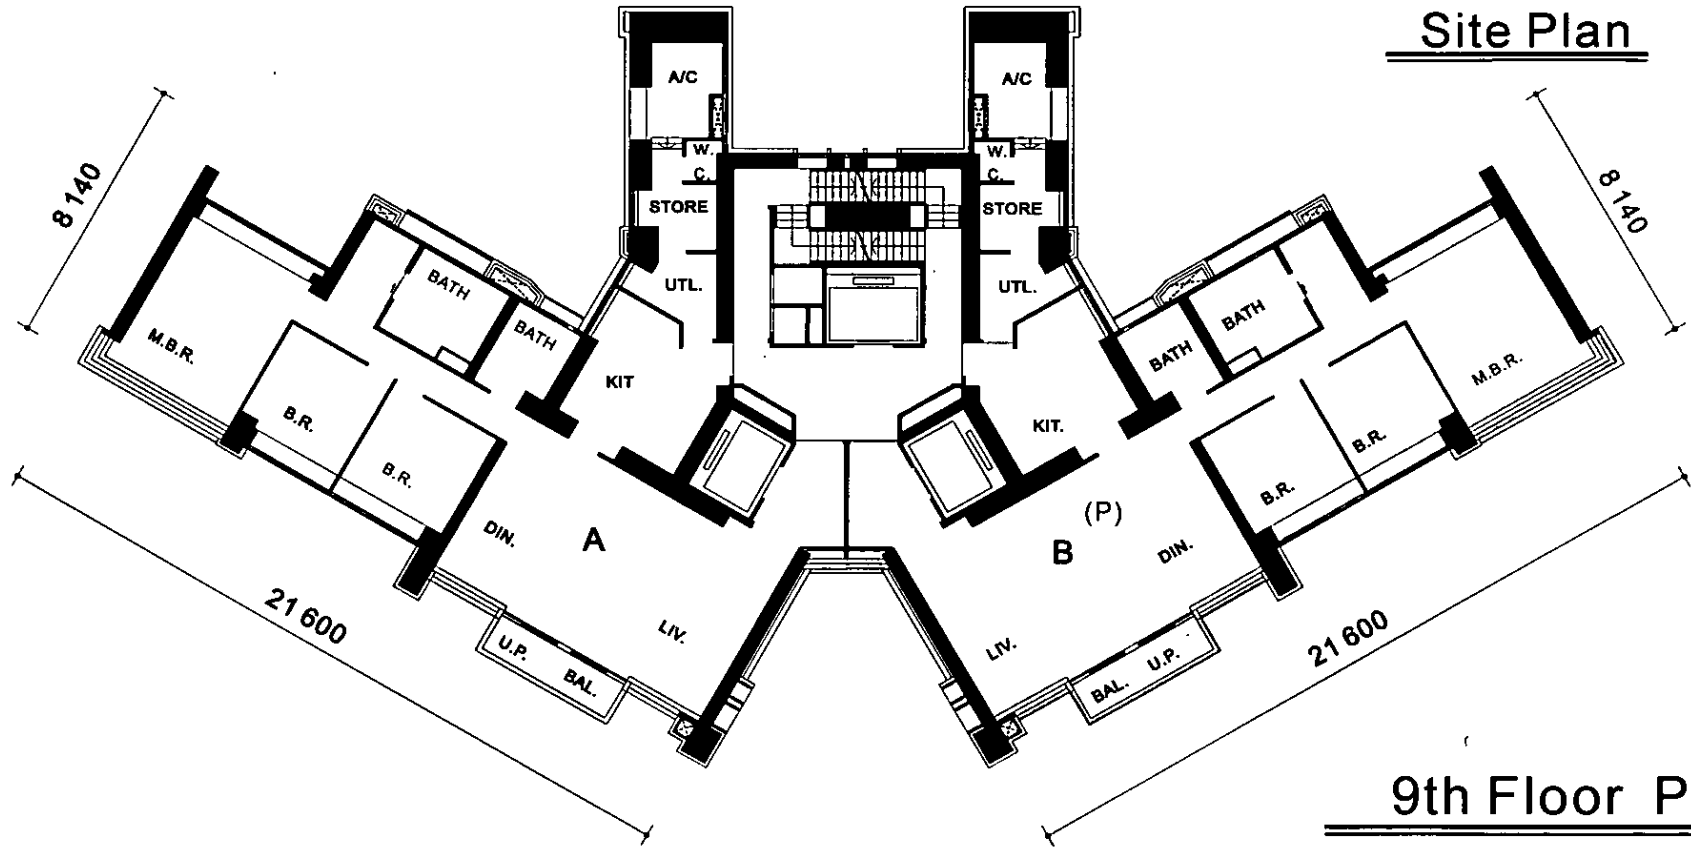 Site Plan
A/C
A/C
W.
C.
W.
C.
8 140
8 140
STORE
STORE
BATH
UTL.
UTL.
BATH
BATH
BATH
M.B.R.
KIT
M.B.R.
B.R.
KIT.
B.R.
B.R.
B.R.
(P)
DIN.
A
B
DIN.
21 600
LIV.
LIV.
21 600
U.P.
BAL.
BAL.
U.P.
9th Floor P